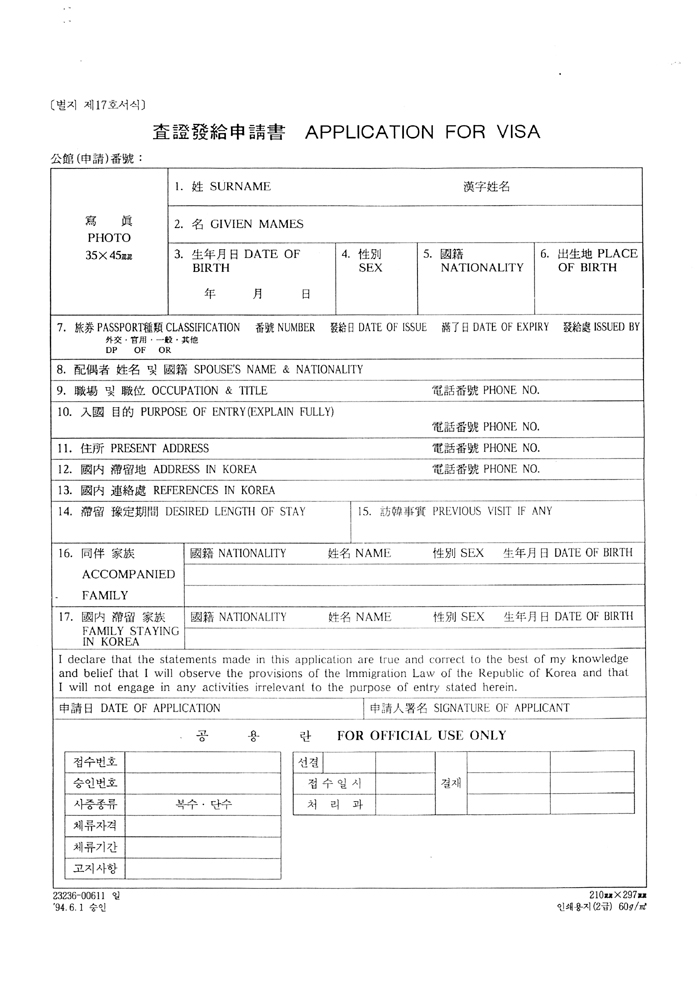 〔별지 제17호서식〕
査證發給申請書 APPLICATION FOR VISA
公館(申請)番號 :
寫 眞
PHOTO
35×45㎜
1. 姓 SURNAME 漢字姓名
2. 名 GIVIEN MAMES
3. 生年月日 DATE OF BIRTH
年 月 日
4. 性別 SEX
5. 國籍 NATIONALITY
6. 出生地 PLACE OF BIRTH
7. 旅券 PASSPORT種類 CLASSIFICATION 番號 NUMBER 發給日 DATE OF ISSUE 滿了日 DATE OF EXPIRY 發給處 ISSUED BY
外交·官用·一般·其他
DP OF OR
8. 配偶者 姓名 및 國籍 SPOUSE'S NAME & NATIONALITY
9. 職場 및 職位 OCCUPATION & TITLE 電話番號 PHONE NO.
10. 入國 目的 PURPOSE OF ENTRY(EXPLAIN FULLY)
電話番號 PHONE NO.
11. 住所 PRESENT ADDRESS 電話番號 PHONE NO.
12. 國内 滯留地 ADDRESS IN KOREA 電話番號 PHONE NO.
13. 國内 連絡處 REFERENCES IN KOREA
14. 滯留 豫定期間 DESIRED LENGTH OF STAY 15. 訪韓事實 PREVIOUS VISIT IF ANY
16. 同伴 家族 國籍 NATIONALITY 姓名 NAME 性別 SEX 生年月日 DATE OF BIRTH
ACCOMPANIED
FAMILY
17. 國内 滯留 家族 國籍 NATIONALITY 姓名 NAME 性別 SEX 生年月日 DATE OF BIRTH
FAMILY STAYING
IN KOREA
I declare that the statements made in this application are true and correct to the best of my knowledge
and belief that I will observe the provisions of the Immigration Law of the Republic of Korea and that
I will not engage in any activities irrelevant to the purpose of entry stated herein.
申請日 DATE OF APPLICATION 申請人署名 SIGNATURE OF APPLICANT
공 용 란 FOR OFFICIAL USE ONLY
접수번호
승인번호
사증종류 복수·단수
체류자격
체류기간
고지사항
선결
접수일시 결재
처 리 과
23236-00611 일 210㎜×297㎜
'94.6.1 승인 인쇄용지(2급) 60g/㎡